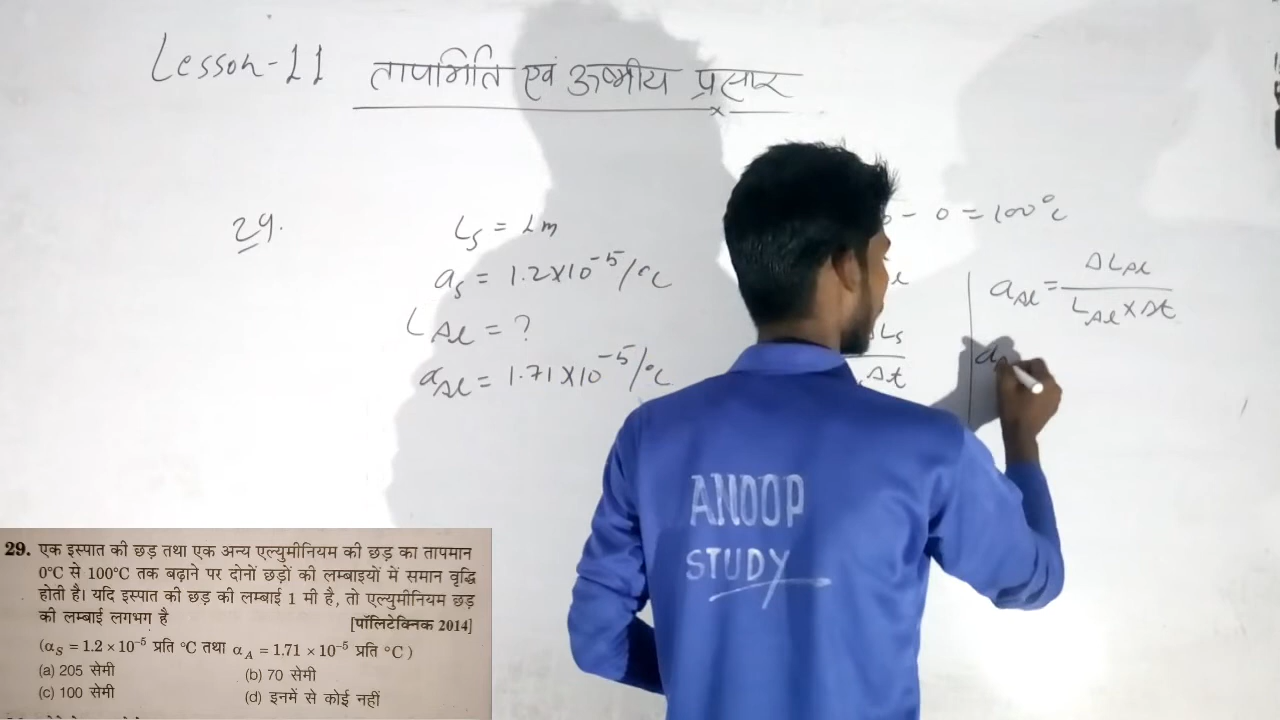 Lesson-11 तापमिति एवं ऊष्मीय प्रसार
29.
Ls = 1m
as = 1.2×10⁻⁵/°C
LAl = ?
aAl = 1.71×10⁻⁵/°C
- 0 = 100°C
Ls
Δt
aAl = ΔLAl / LAl×Δt
a
ANOOP
STUDY
29. एक इस्पात की छड़ तथा एक अन्य एल्युमीनियम की छड़ का तापमान
0°C से 100°C तक बढ़ाने पर दोनों छड़ों की लम्बाइयों में समान वृद्धि
होती है। यदि इस्पात की छड़ की लम्बाई 1 मी है, तो एल्युमीनियम छड़
की लम्बाई लगभग है [पॉलिटेक्निक 2014]
(αS = 1.2 × 10⁻⁵ प्रति °C तथा αA = 1.71 × 10⁻⁵ प्रति °C)
(a) 205 सेमी (b) 70 सेमी
(c) 100 सेमी (d) इनमें से कोई नहीं